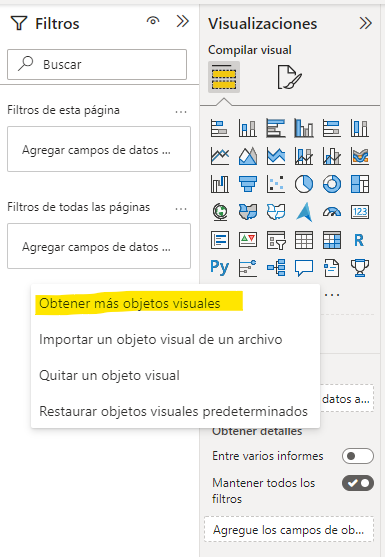 Filtros
Buscar
Filtros de esta página
Agregar campos de datos ...
Filtros de todas las páginas
Agregar campos de datos ...
Visualizaciones
Compilar visual
123
R
Py
Obtener más objetos visuales
Importar un objeto visual de un archivo
Quitar un objeto visual
Restaurar objetos visuales predeterminados
datos a...
Obtener detalles
Entre varios informes
Mantener todos los
filtros
Agregue los campos de ob...